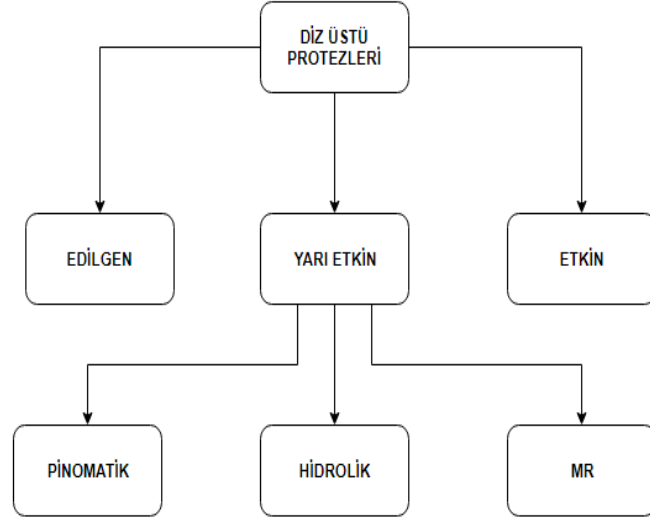 DİZ ÜSTÜ
PROTEZLERİ
EDİLGEN
YARI ETKİN
ETKİN
PİNOMATİK
HİDROLİK
MR